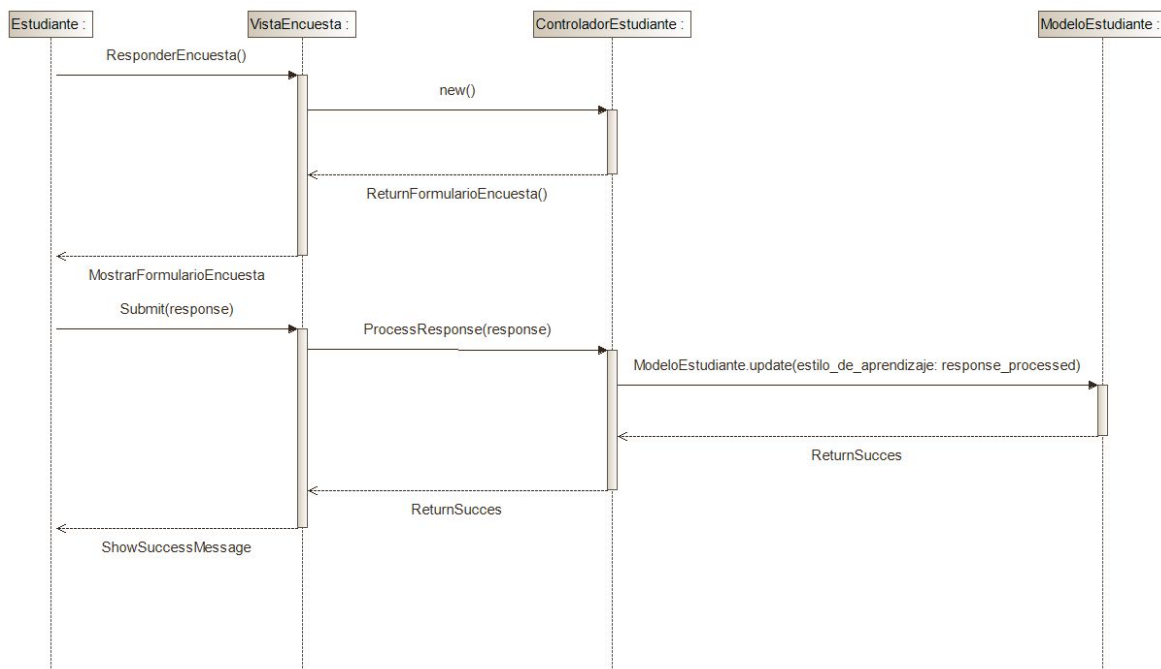 Estudiante :
VistaEncuesta :
ControladorEstudiante :
ModeloEstudiante :
ResponderEncuesta()
new()
ReturnFormularioEncuesta()
MostrarFormularioEncuesta
Submit(response)
ProcessResponse(response)
ModeloEstudiante.update(estilo_de_aprendizaje: response_processed)
ReturnSucces
ReturnSucces
ShowSuccessMessage